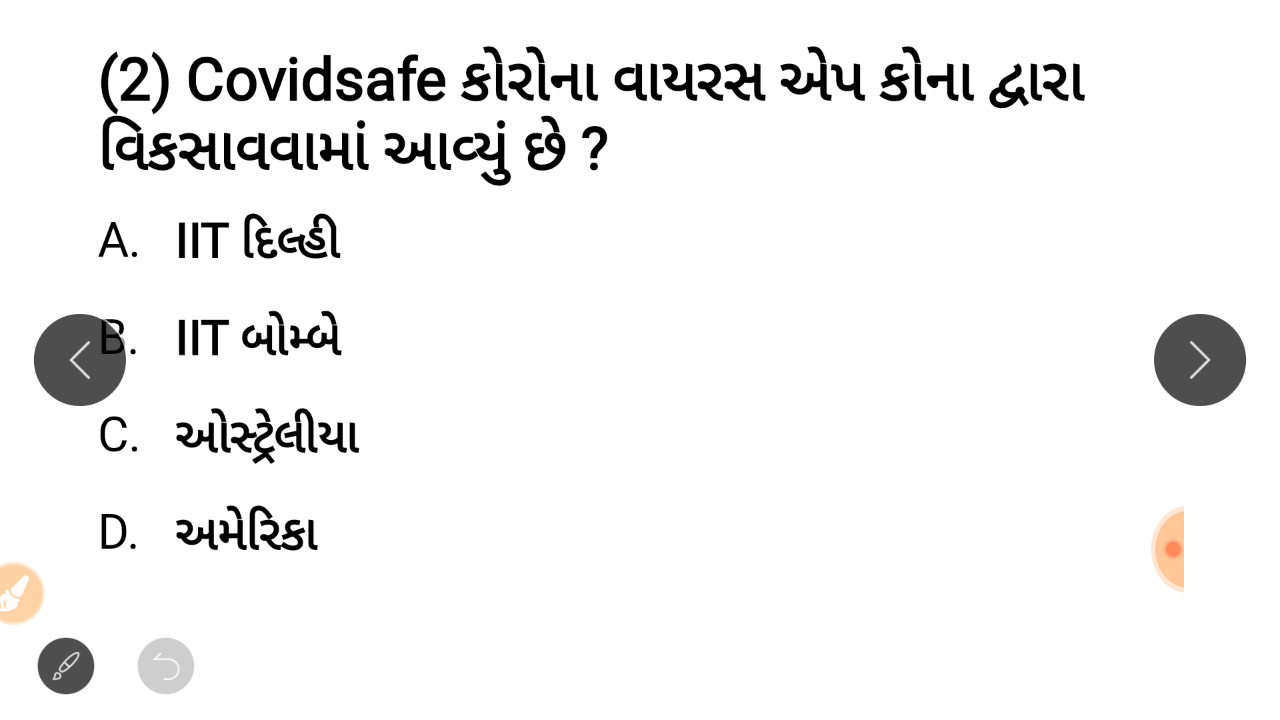 (2) Covidsafe કોરોના વાયરસ એપ કોના દ્વારા
વિકસાવવામાં આવ્યું છે ?
A. IIT દિલ્હી
B. IIT બોમ્બે
C. ઓસ્ટ્રેલીયા
D. અમેરિકા